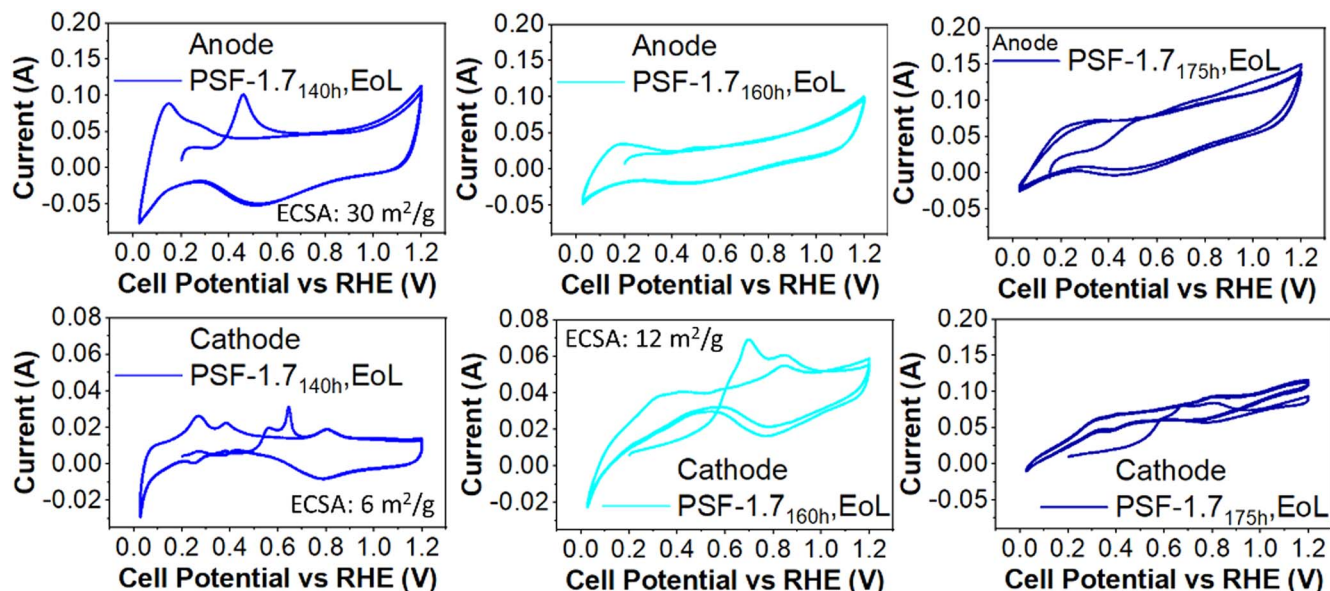 Anode
PSF-1.7140h,EoL
ECSA: 30 m²/g
Current (A)
0.20
0.15
0.10
0.05
0.00
-0.05
0.0 0.2 0.4 0.6 0.8 1.0 1.2
Cell Potential vs RHE (V)
Anode
PSF-1.7160h,EoL
Current (A)
0.20
0.15
0.10
0.05
0.00
-0.05
0.0 0.2 0.4 0.6 0.8 1.0 1.2
Cell Potential vs RHE (V)
Anode
PSF-1.7175h,EoL
Current (A)
0.20
0.15
0.10
0.05
0.00
-0.05
0.0 0.2 0.4 0.6 0.8 1.0 1.2
Cell Potential vs RHE (V)
Cathode
PSF-1.7140h,EoL
ECSA: 6 m²/g
Current (A)
0.08
0.06
0.04
0.02
0.00
-0.02
0.0 0.2 0.4 0.6 0.8 1.0 1.2
Cell Potential vs RHE (V)
ECSA: 12 m²/g
Cathode
PSF-1.7160h,EoL
Current (A)
0.08
0.06
0.04
0.02
0.00
-0.02
0.0 0.2 0.4 0.6 0.8 1.0 1.2
Cell Potential vs RHE (V)
Cathode
PSF-1.7175h,EoL
Current (A)
0.20
0.15
0.10
0.05
0.00
-0.05
0.0 0.2 0.4 0.6 0.8 1.0 1.2
Cell Potential vs RHE (V)